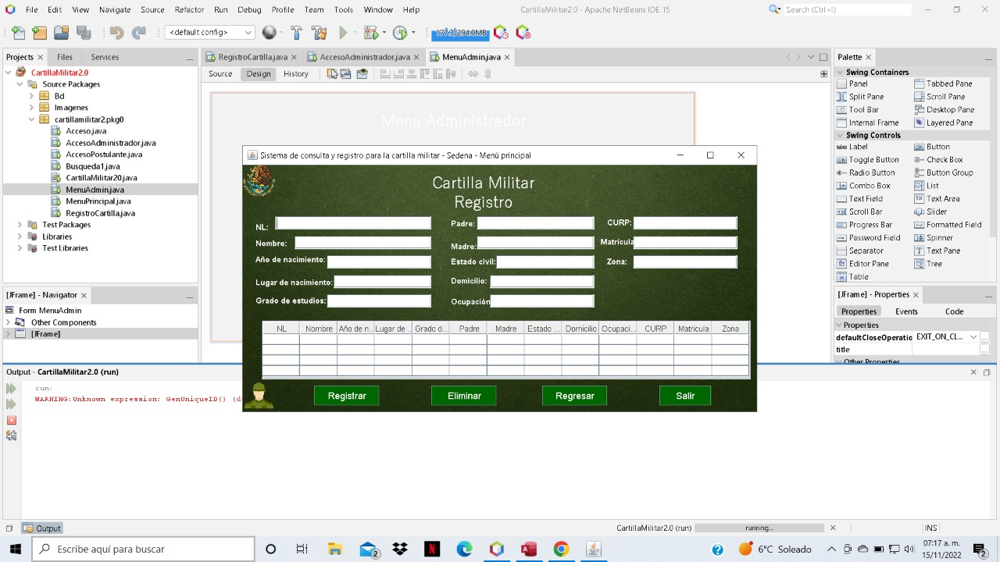 File
Edit
View
Navigate
Source
Refactor
Run
Debug
Profile
Team
Tools
Window
Help
CartillaMilitar2.0 - Apache NetBeans IDE 15
Search (Ctrl+I)
<default config>
177.3/294.0MB
Projects
Files
Services
RegistroCartilla.java
AccesoAdministrador.java
MenuAdmin.java
Palette
CartillaMilitar2.0
Source Packages
Bd
Imagenes
cartillamilitar2.pkg0
Acceso.java
AccesoAdministrador.java
AccesoPostulante.java
Busqueda1.java
CartillaMilitar20.java
MenuAdmin.java
MenuPrincipal.java
RegistroCartilla.java
Test Packages
Libraries
Test Libraries
Source
Design
History
Menú Administrador
Swing Containers
Panel
Tabbed Pane
Split Pane
Scroll Pane
Tool Bar
Desktop Pane
Internal Frame
Layered Pane
Swing Controls
Label
Button
Toggle Button
Check Box
Radio Button
Button Group
Combo Box
List
Text Field
Text Area
Scroll Bar
Slider
Progress Bar
Formatted Field
Password Field
Spinner
Separator
Text Pane
Editor Pane
Tree
Table
Sistema de consulta y registro para la cartilla militar - Sedena - Menú principal
Cartilla Militar
Registro
NL:
Padre:
CURP:
Nombre:
Madre:
Matrícula
Año de nacimiento:
Estado civil:
Zona:
Lugar de nacimiento:
Domicilio:
Grado de estudios:
Ocupación
NL
Nombre
Año de n...
Lugar de ...
Grado d...
Padre
Madre
Estado ...
Domicilio
Ocupaci...
CURP
Matricula
Zona
Registrar
Eliminar
Regresar
Salir
[JFrame] - Navigator
Form MenuAdmin
Other Components
[JFrame]
[JFrame] - Properties
Properties
Events
Code
Properties
defaultCloseOperatio
EXIT_ON_CL...
...
title
...
Other Properties
Output - CartillaMilitar2.0 (run)
run:
WARNING:Unknown expression: GenUniqueID() (d
Output
CartillaMilitar2.0 (run)
running...
INS
Escribe aquí para buscar
2
6°C Soleado
07:17 a. m.
15/11/2022
2